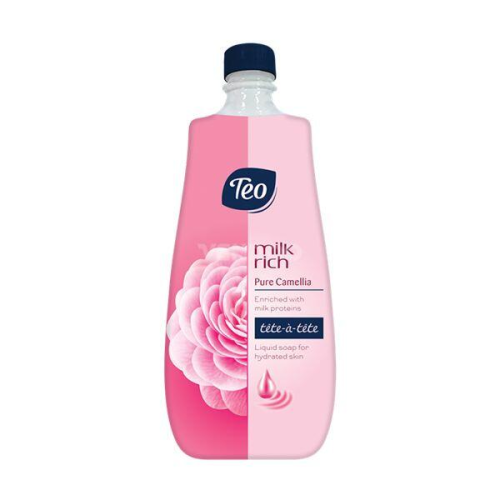 Teo
milk
rich
Pure Camellia
Enriched with
milk proteins
tête-à-tête
Liquid soap for
hydrated skin